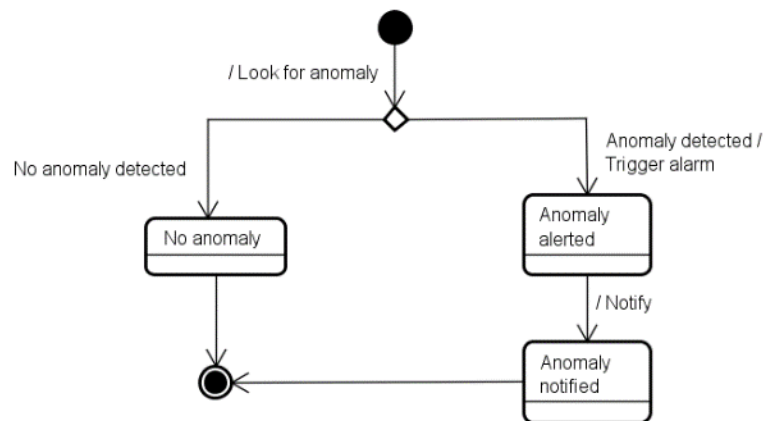 / Look for anomaly
No anomaly detected
Anomaly detected /
Trigger alarm
No anomaly
Anomaly
alerted
/ Notify
Anomaly
notified